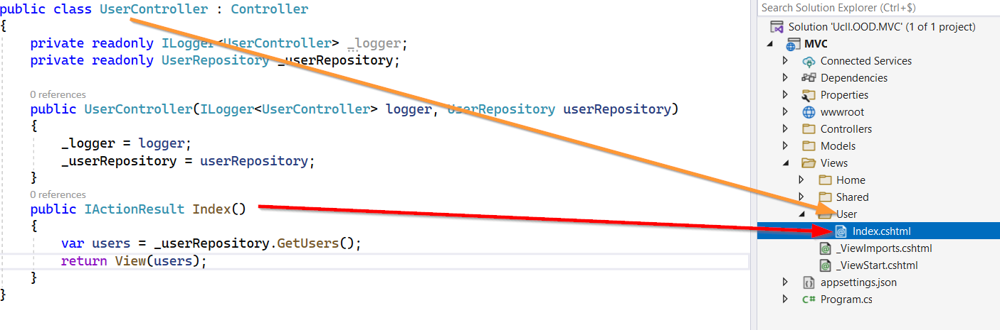 public class UserController : Controller
{
private readonly ILogger<UserController> _logger;
private readonly UserRepository _userRepository;
0 references
public UserController(ILogger<UserController> logger, UserRepository userRepository)
{
_logger = logger;
_userRepository = userRepository;
}
0 references
public IActionResult Index()
{
var users = _userRepository.GetUsers();
return View(users);
}
}
Search Solution Explorer (Ctrl+$)
Solution 'Ucll.OOD.MVC' (1 of 1 project)
MVC
Connected Services
Dependencies
Properties
wwwroot
Controllers
Models
Views
Home
Shared
User
Index.cshtml
_ViewImports.cshtml
_ViewStart.cshtml
appsettings.json
C# Program.cs